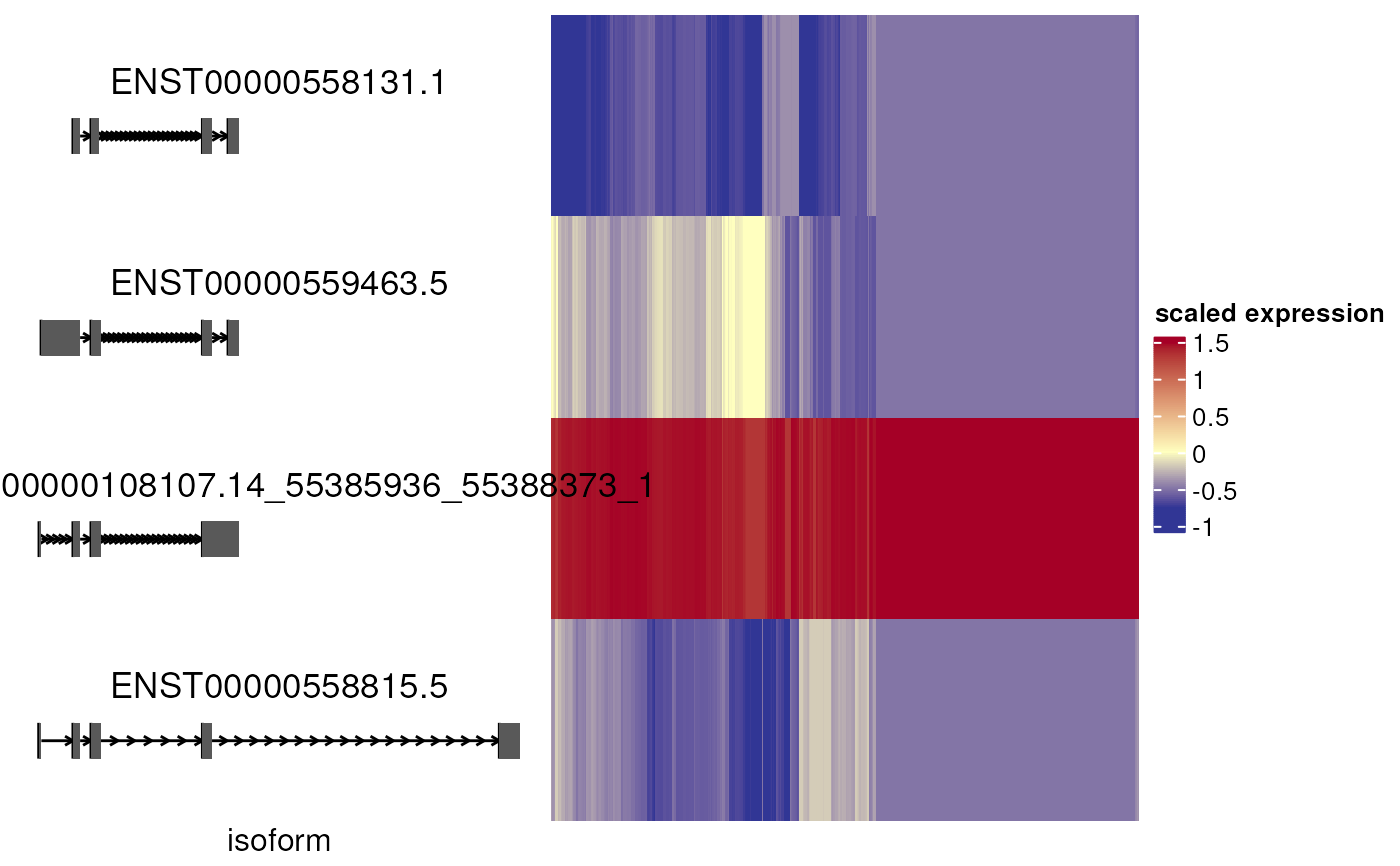 ENST00000558131.1
ENST00000559463.5
00000108107.14_55385936_55388373_1
ENST00000558815.5
isoform
scaled expression
1.5
1
0.5
0
-0.5
-1